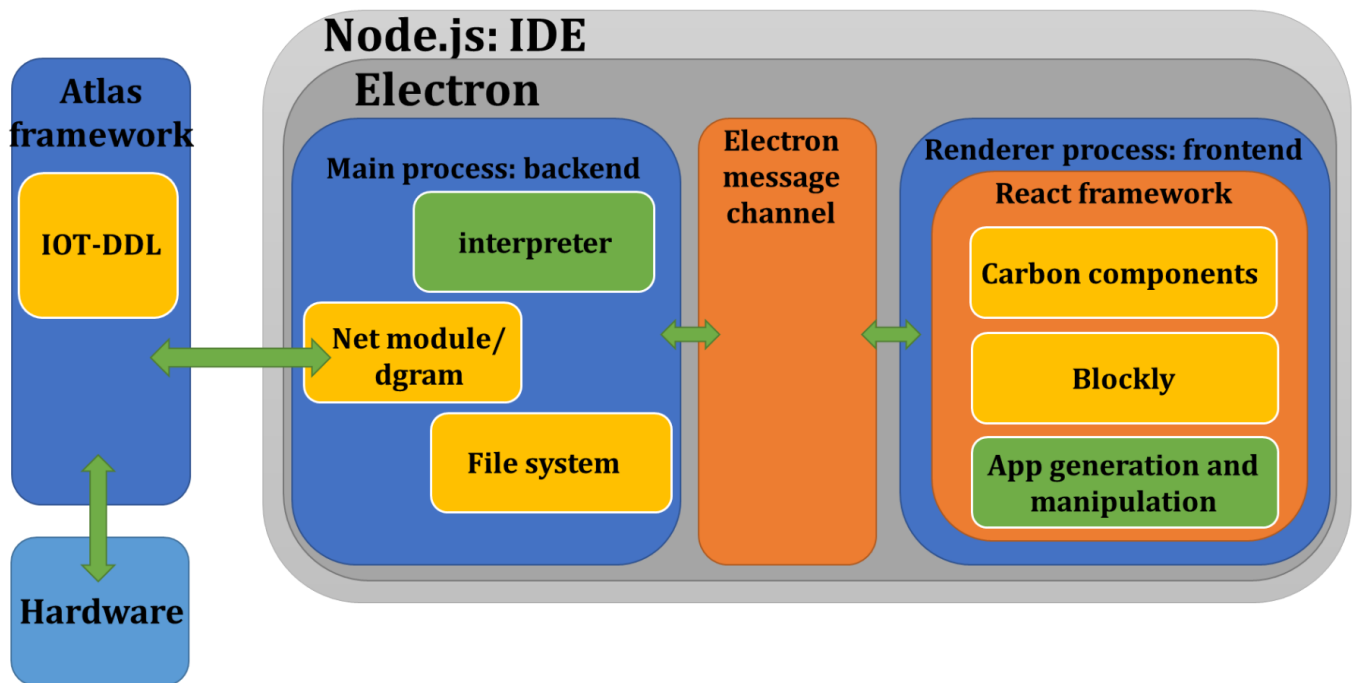 Node.js: IDE
Electron
Atlas
framework
IOT-DDL
Hardware
Main process: backend
interpreter
Net module/
dgram
File system
Electron
message
channel
Renderer process: frontend
React framework
Carbon components
Blockly
App generation and
manipulation